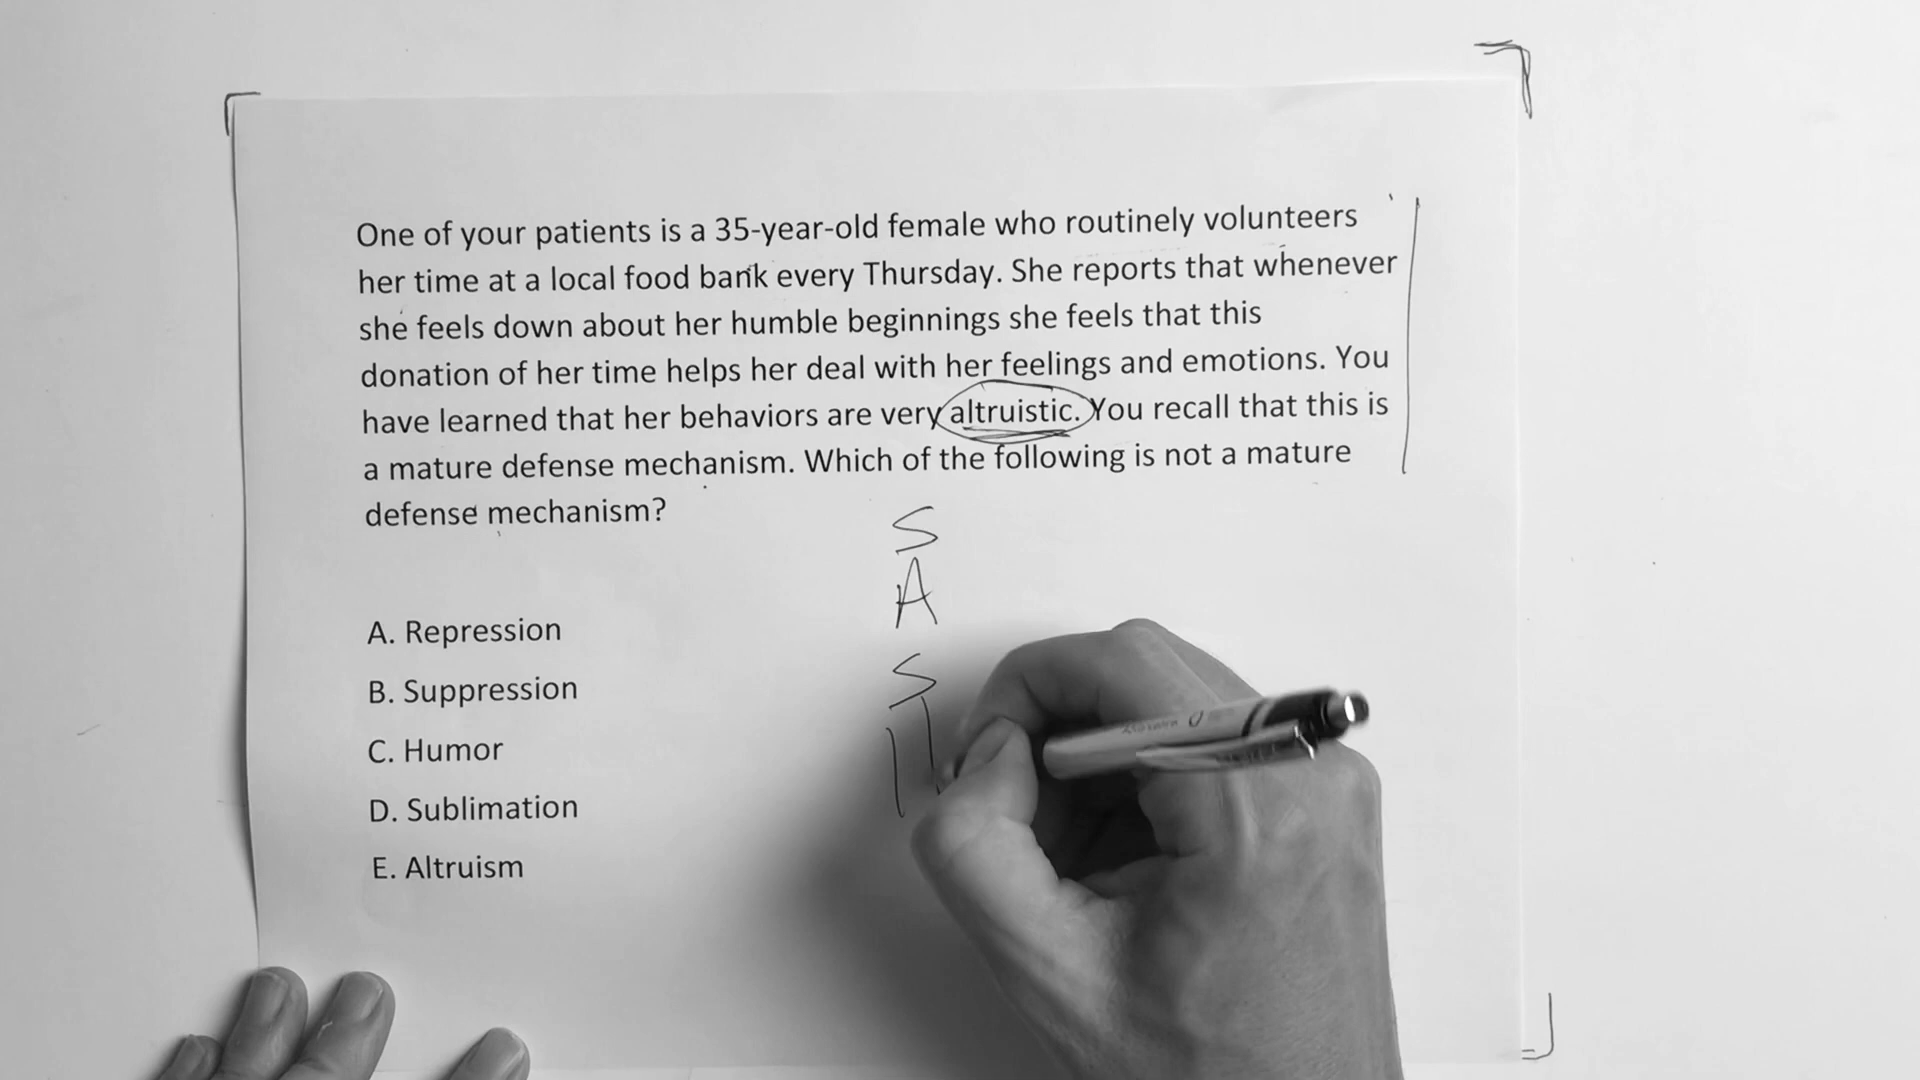 One of your patients is a 35-year-old female who routinely volunteers
her time at a local food bank every Thursday. She reports that whenever
she feels down about her humble beginnings she feels that this
donation of her time helps her deal with her feelings and emotions. You
have learned that her behaviors are very altruistic. You recall that this is
a mature defense mechanism. Which of the following is not a mature
defense mechanism?
S
A
S
A. Repression
B. Suppression
C. Humor
D. Sublimation
E. Altruism